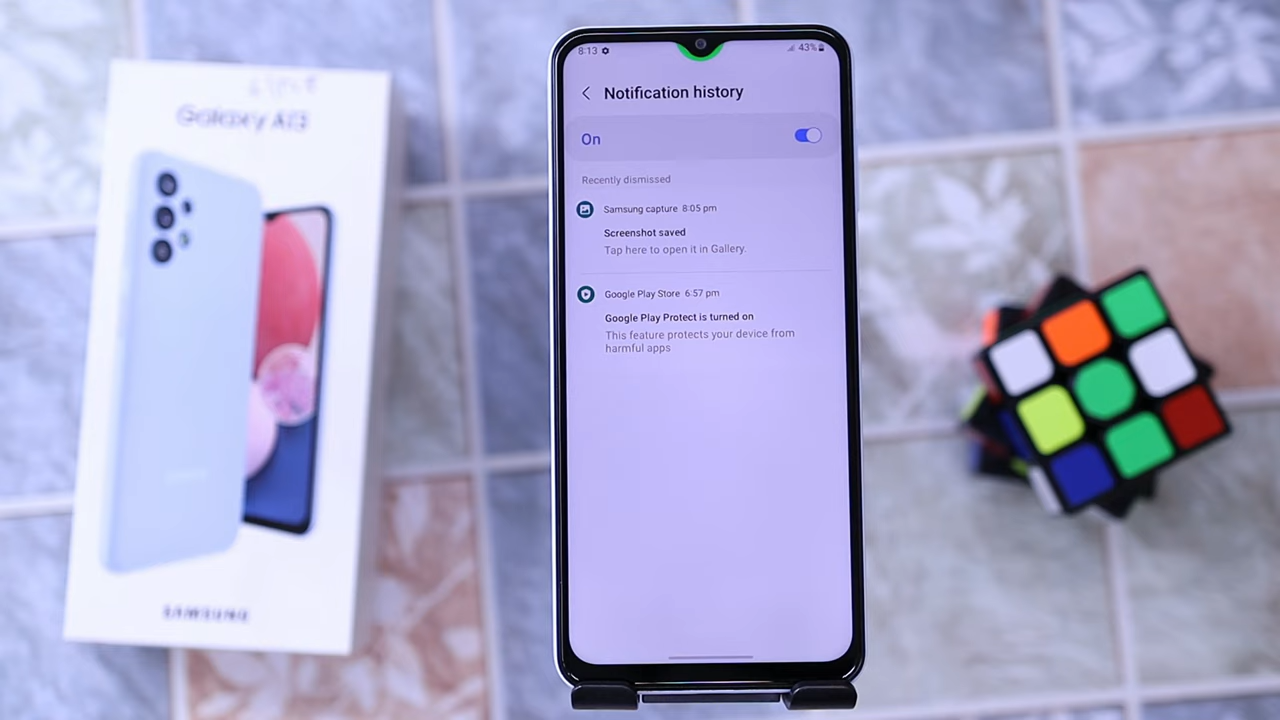 Galaxy A13
SAMSUNG
8:13
43%
Notification history
On
Recently dismissed
Samsung capture 8:05 pm
Screenshot saved
Tap here to open it in Gallery.
Google Play Store 6:57 pm
Google Play Protect is turned on
This feature protects your device from
harmful apps